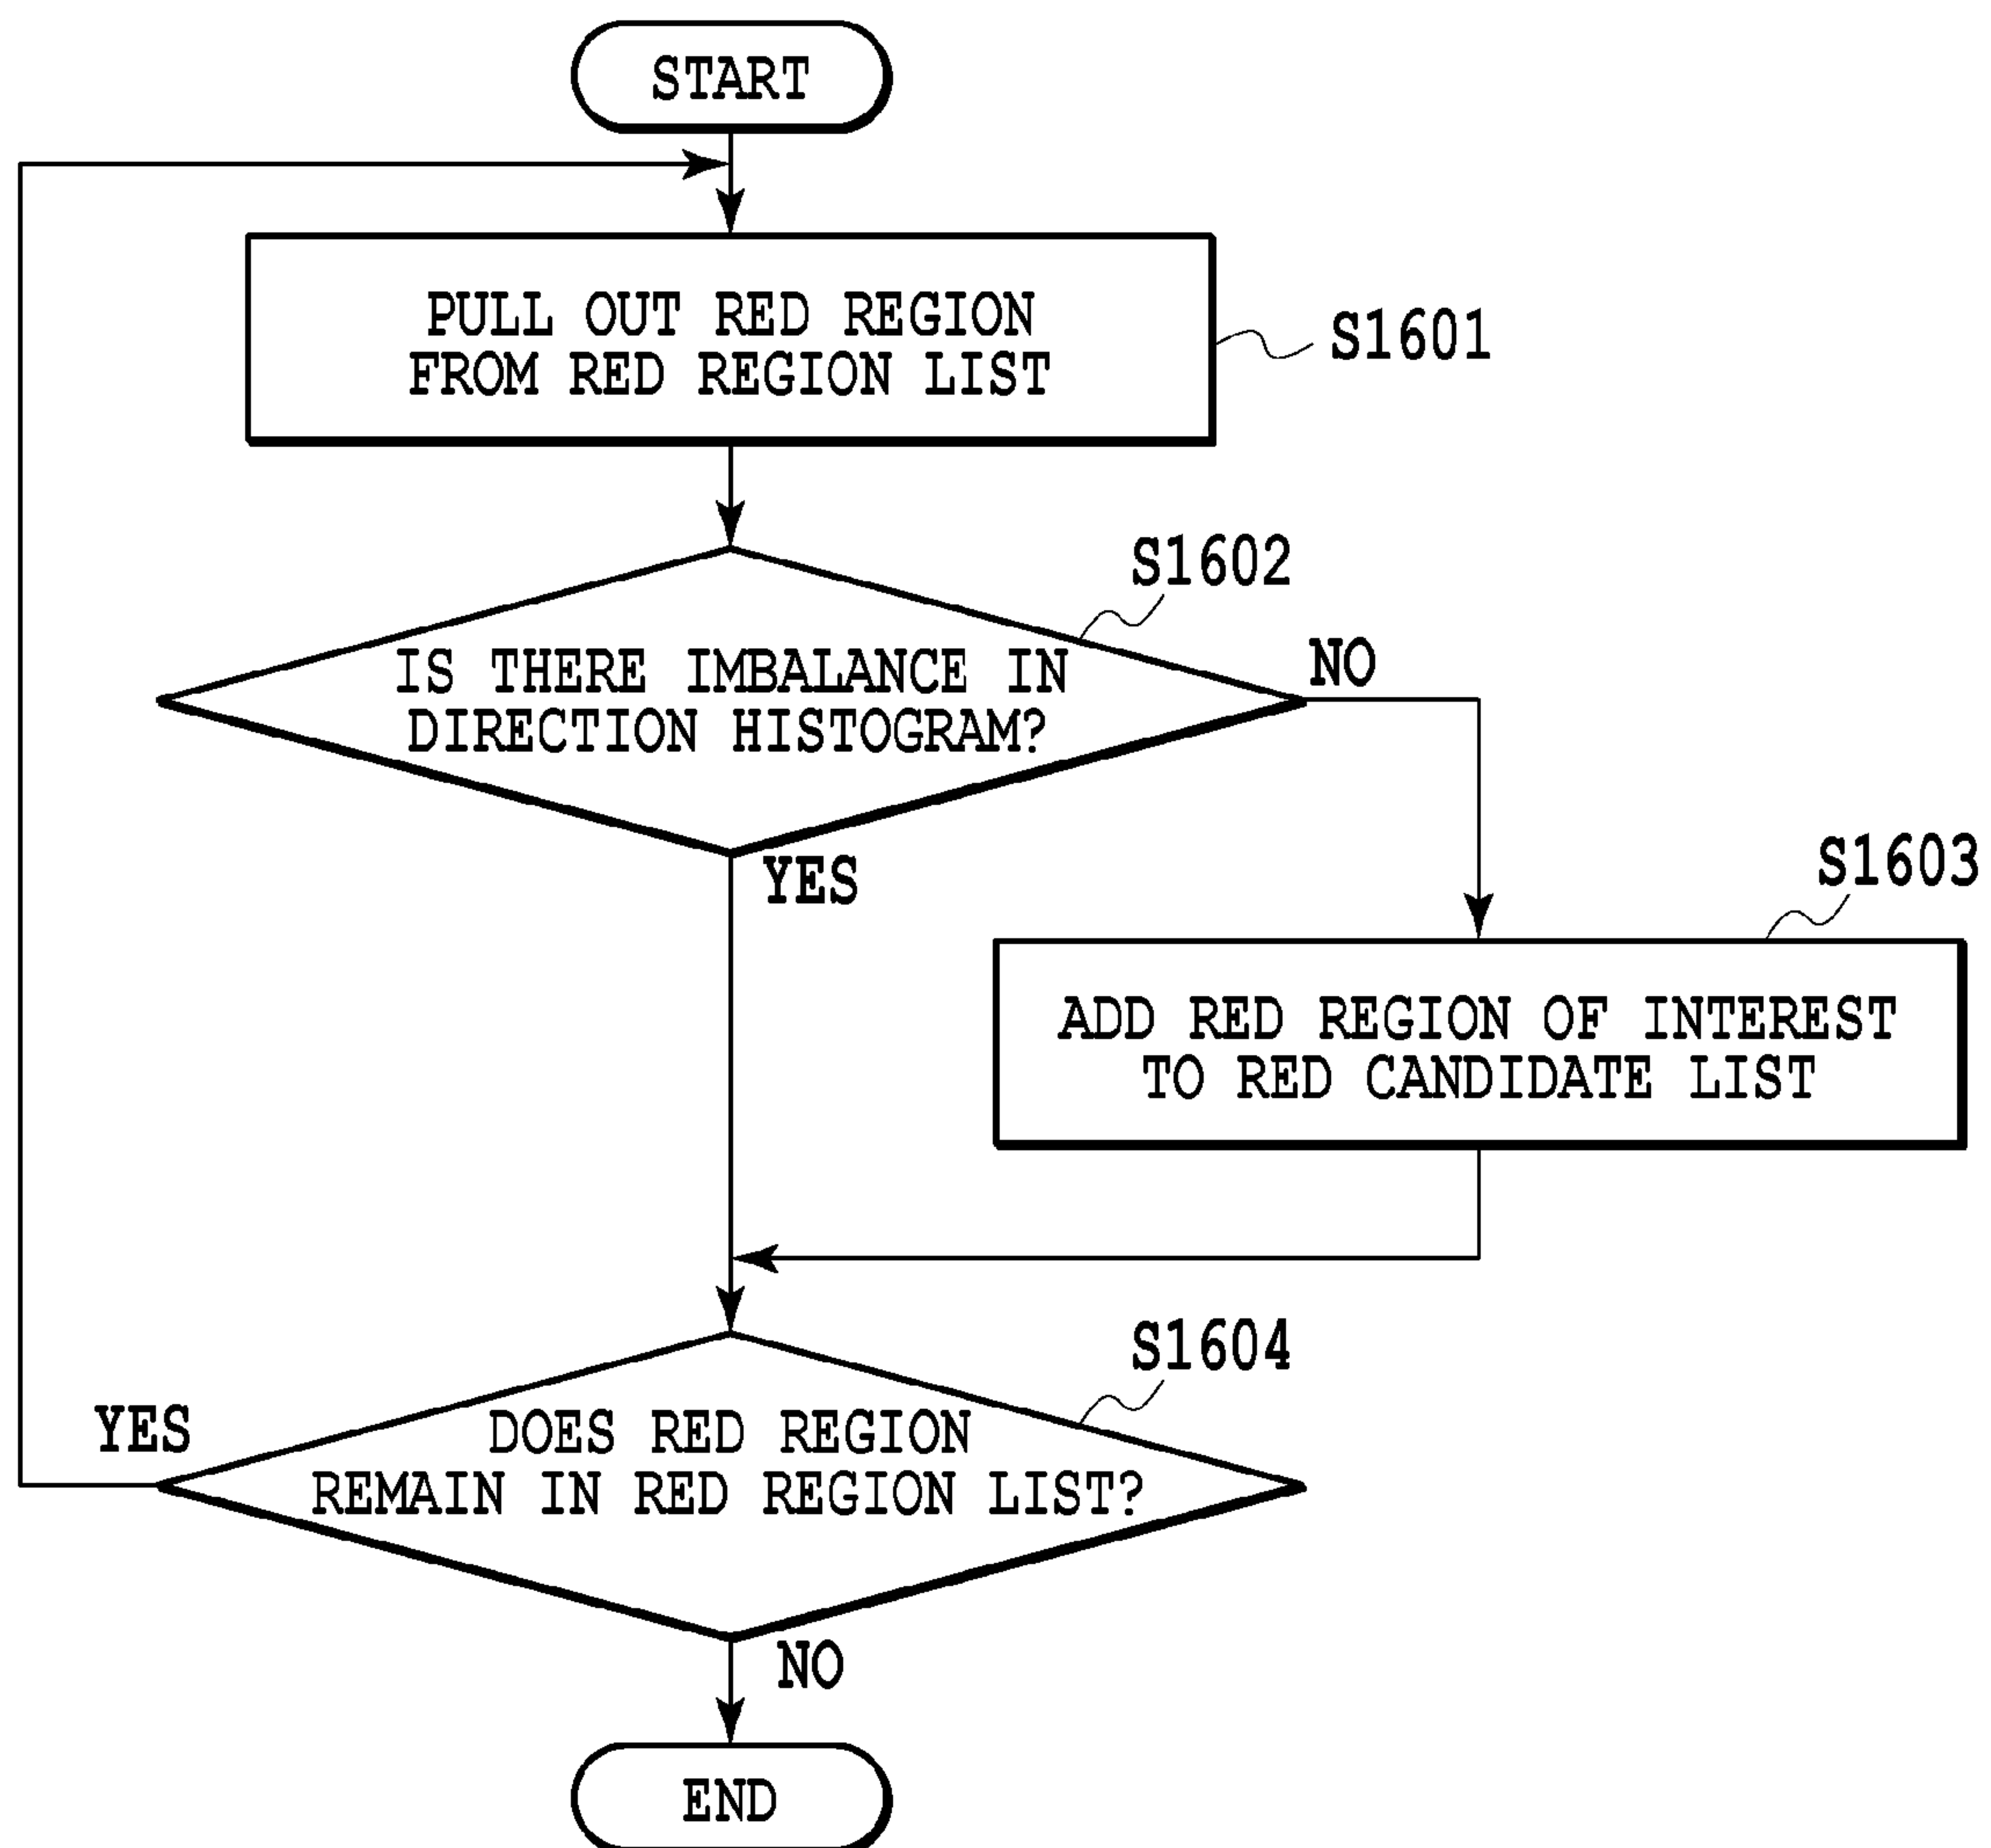 START
PULL OUT RED REGION
FROM RED REGION LIST
S1601
S1602
IS THERE IMBALANCE IN
DIRECTION HISTOGRAM?
NO
YES
S1603
ADD RED REGION OF INTEREST
TO RED CANDIDATE LIST
S1604
YES
DOES RED REGION
REMAIN IN RED REGION LIST?
NO
END